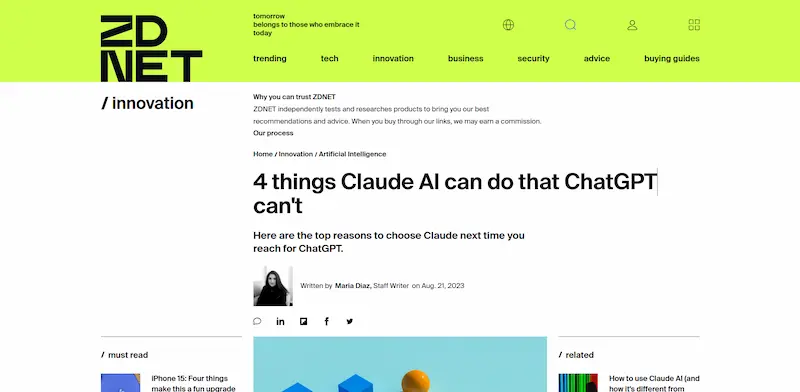 ZD
NET
tomorrow
belongs to those who embrace it
today
trending tech innovation business security advice buying guides
/ innovation
Why you can trust ZDNET
ZDNET independently tests and researches products to bring you our best
recommendations and advice. When you buy through our links, we may earn a commission.
Our process
Home / Innovation / Artificial Intelligence
4 things Claude AI can do that ChatGPT
can't
Here are the top reasons to choose Claude next time you
reach for ChatGPT.
Written by Maria Diaz, Staff Writer on Aug. 21, 2023
/ must read
iPhone 15: Four things
make this a fun upgrade
/ related
How to use Claude AI (and
how it's different from